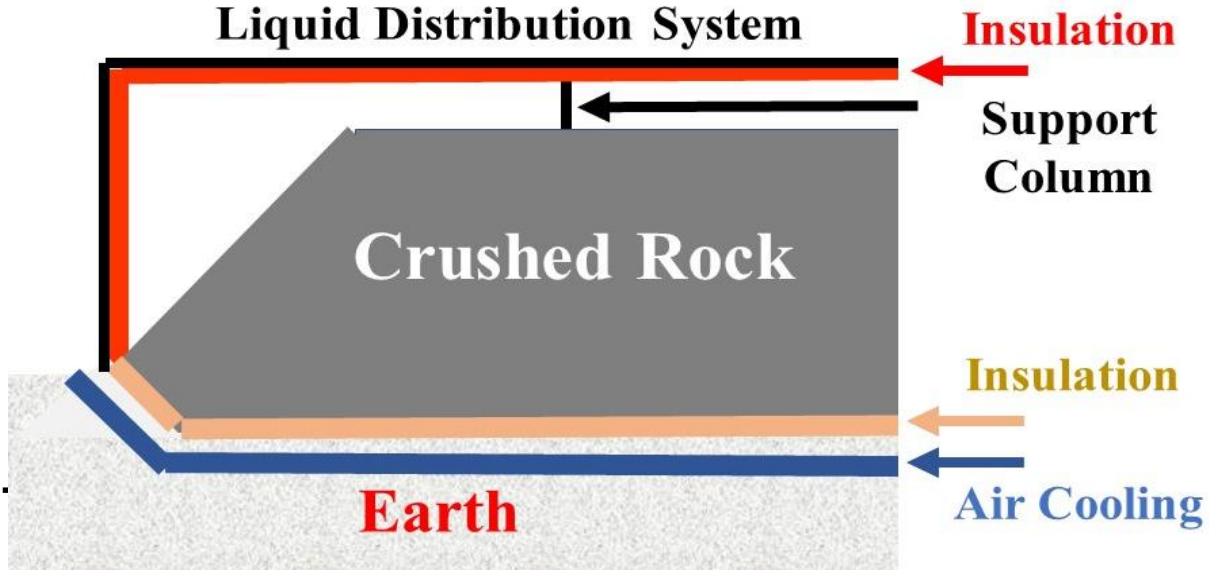 Liquid Distribution System
Insulation
Support
Column
Crushed Rock
Insulation
Earth
Air Cooling
.